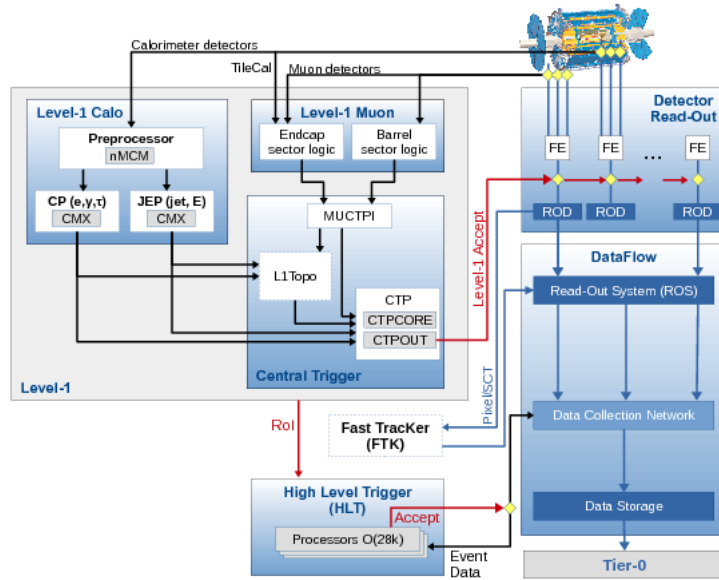 Calorimeter detectors
TileCal
Muon detectors
Level-1 Calo
Preprocessor
nMCM
CP (e,γ,τ)
CMX
JEP (jet, E)
CMX
Level-1 Muon
Endcap
sector logic
Barrel
sector logic
MUCTPI
L1Topo
CTP
CTPCORE
CTPOUT
Central Trigger
Level-1
Level-1 Accept
Detector
Read-Out
FE
FE
...
FE
ROD
ROD
ROD
DataFlow
Read-Out System (ROS)
Data Collection Network
Data Storage
Tier-0
Pixel/SCT
RoI
Fast TracKer
(FTK)
High Level Trigger
(HLT)
Accept
Processors O(28k)
Event
Data